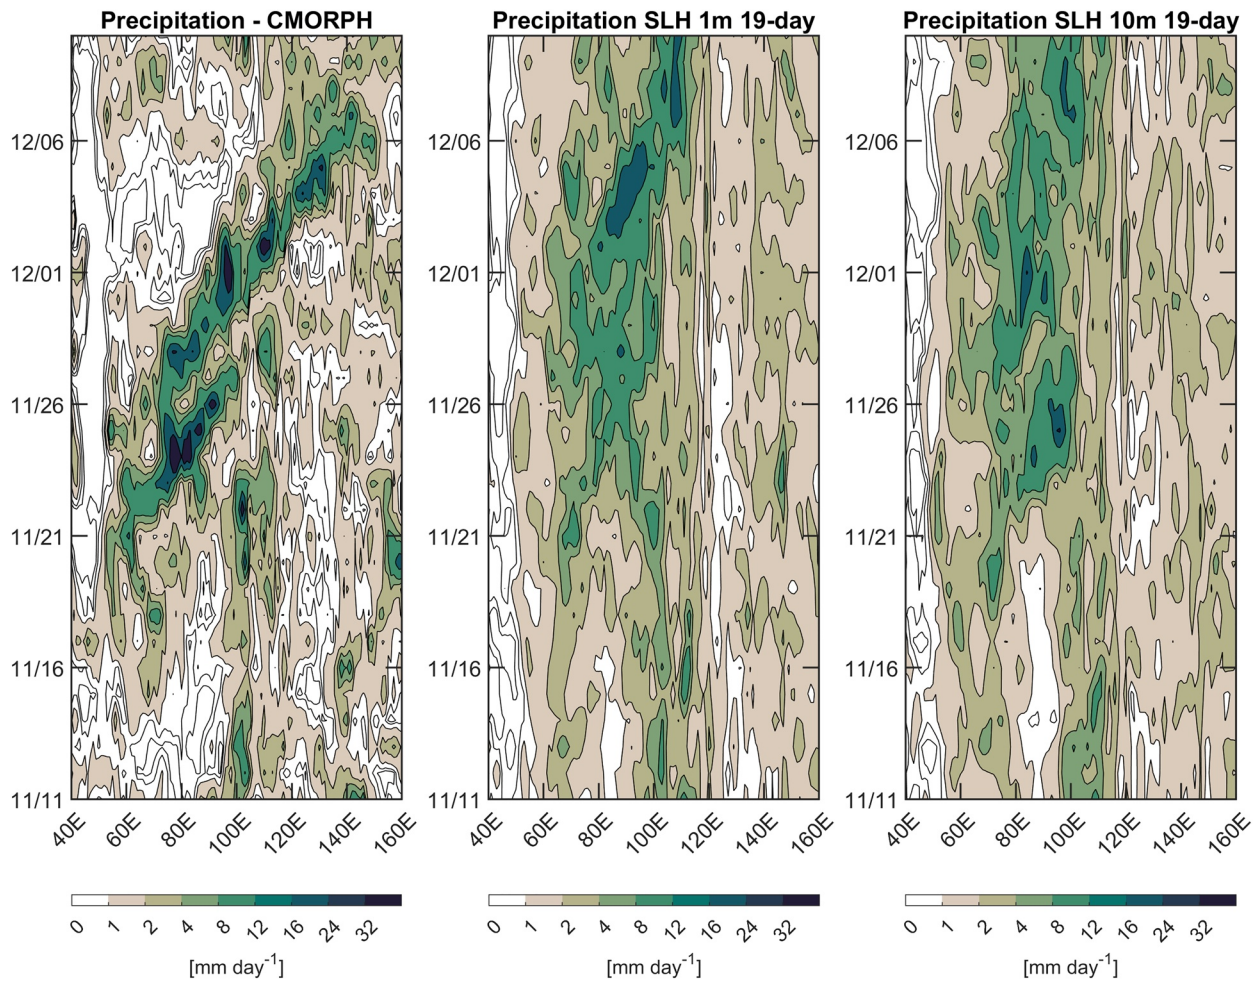 Precipitation - CMORPH
12/06
12/01
11/26
11/21
11/16
11/11
40E 60E 80E 100E 120E 140E 160E
0 1 2 4 8 12 16 24 32
[mm day-1]
Precipitation SLH 1m 19-day
12/06
12/01
11/26
11/21
11/16
11/11
40E 60E 80E 100E 120E 140E 160E
0 1 2 4 8 12 16 24 32
[mm day-1]
Precipitation SLH 10m 19-day
12/06
12/01
11/26
11/21
11/16
11/11
40E 60E 80E 100E 120E 140E 160E
0 1 2 4 8 12 16 24 32
[mm day-1]